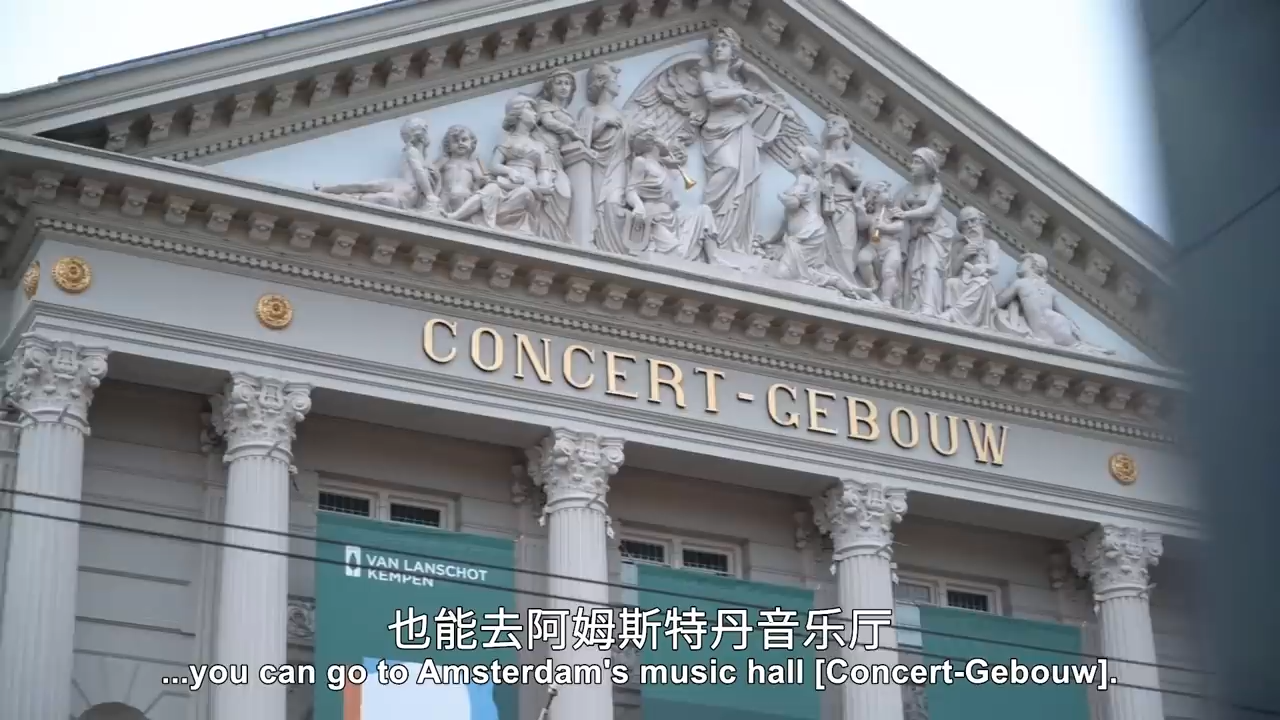 CONCERT-GEBOUW
VAN LANSCHOT
KEMPEN
也能去阿姆斯特丹音乐厅
...you can go to Amsterdam's music hall [Concert-Gebouw].